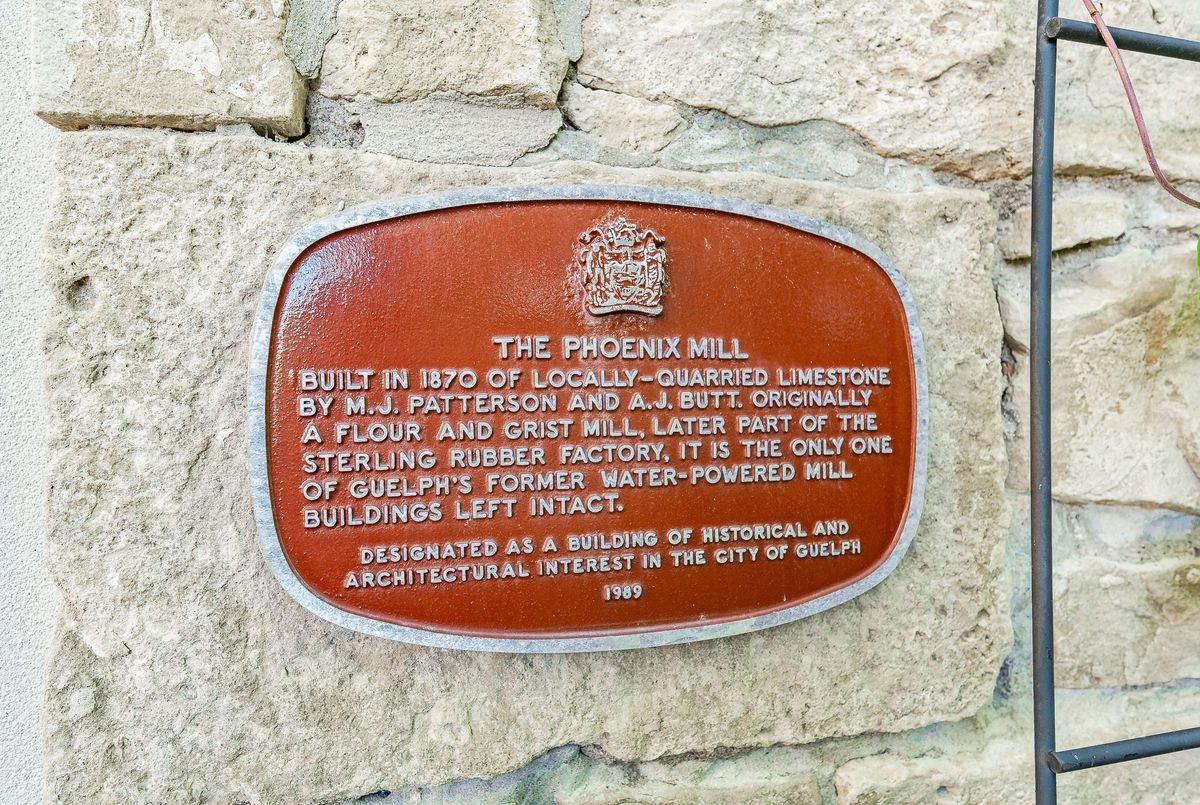 THE PHOENIX MILL
BUILT IN 1870 OF LOCALLY-QUARRIED LIMESTONE
BY M.J. PATTERSON AND A.J. BUTT. ORIGINALLY
A FLOUR AND GRIST MILL, LATER PART OF THE
STERLING RUBBER FACTORY, IT IS THE ONLY ONE
OF GUELPH'S FORMER WATER-POWERED MILL
BUILDINGS LEFT INTACT.
DESIGNATED AS A BUILDING OF HISTORICAL AND
ARCHITECTURAL INTEREST IN THE CITY OF GUELPH
1989